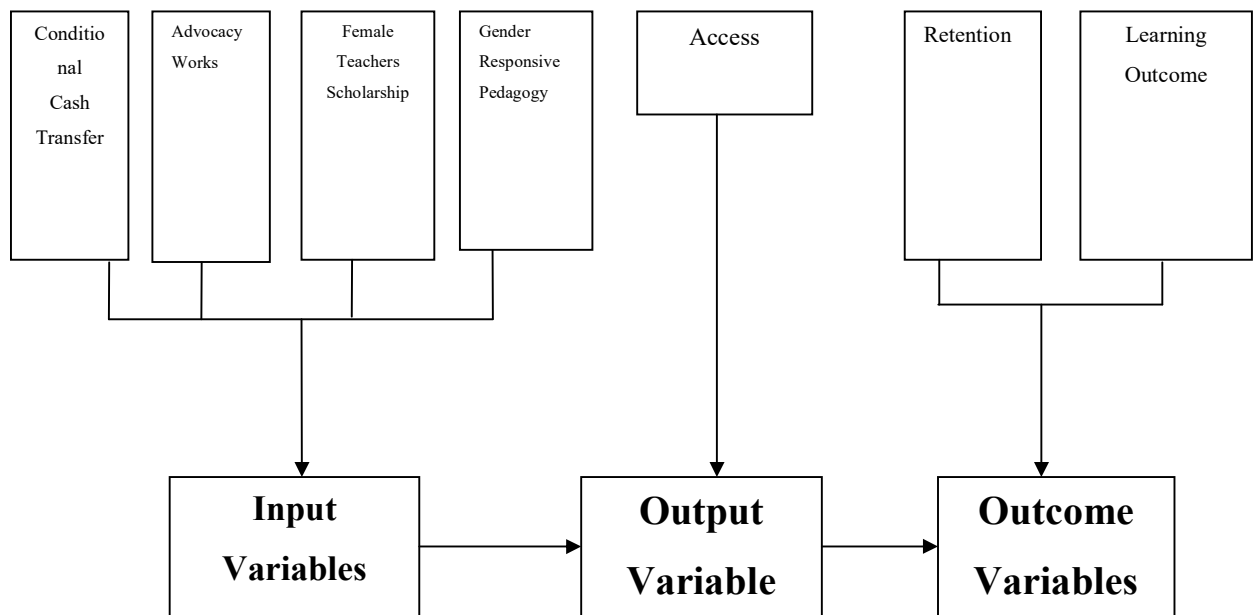 Conditio
nal
Cash
Transfer
Advocacy
Works
Female
Teachers
Scholarship
Gender
Responsive
Pedagogy
Access
Retention
Learning
Outcome
Input
Variables
Output
Variable
Outcome
Variables